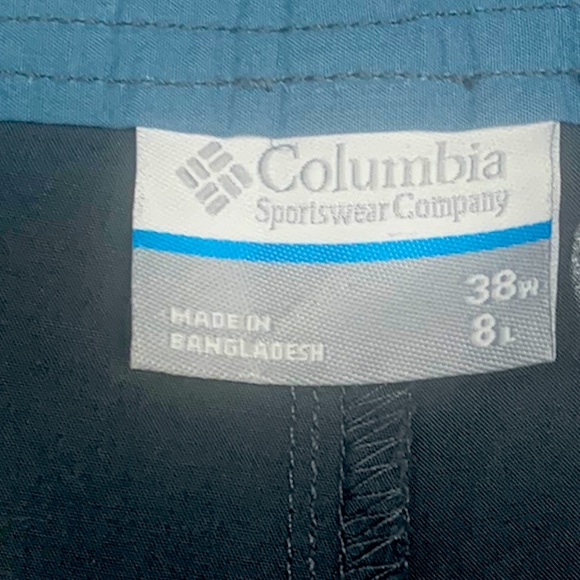 Columbia
Sportswear Company
38W
8L
MADE IN
BANGLADESH